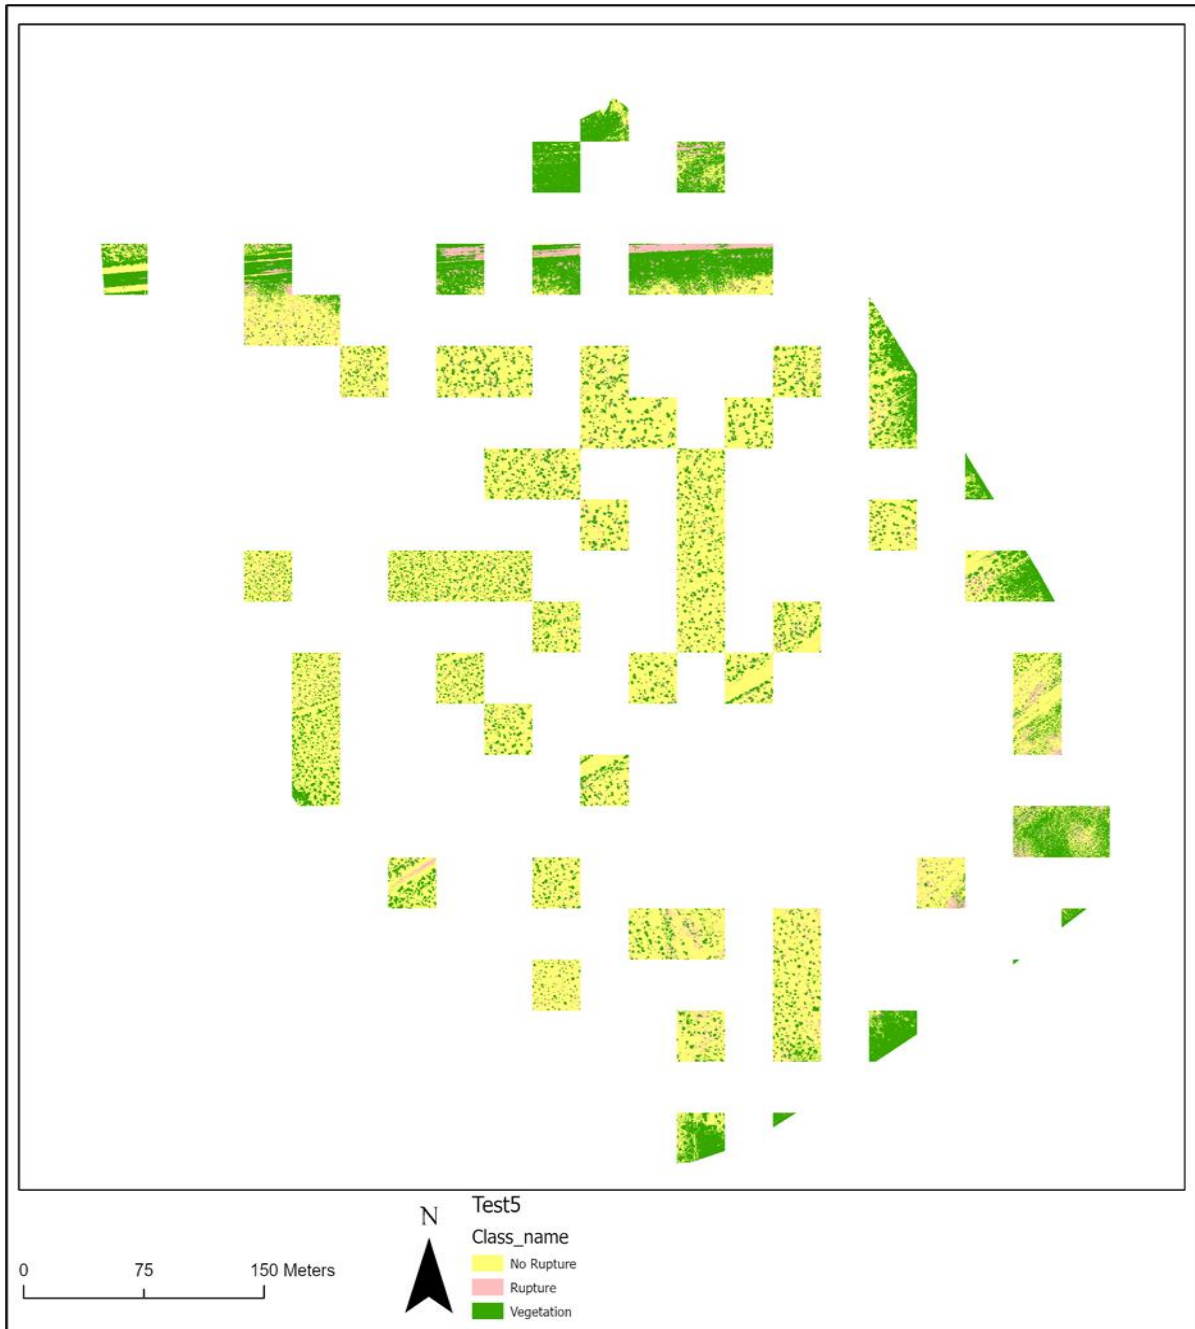 Test5
N
Class_name
No Rupture
0 75 150 Meters
Rupture
Vegetation